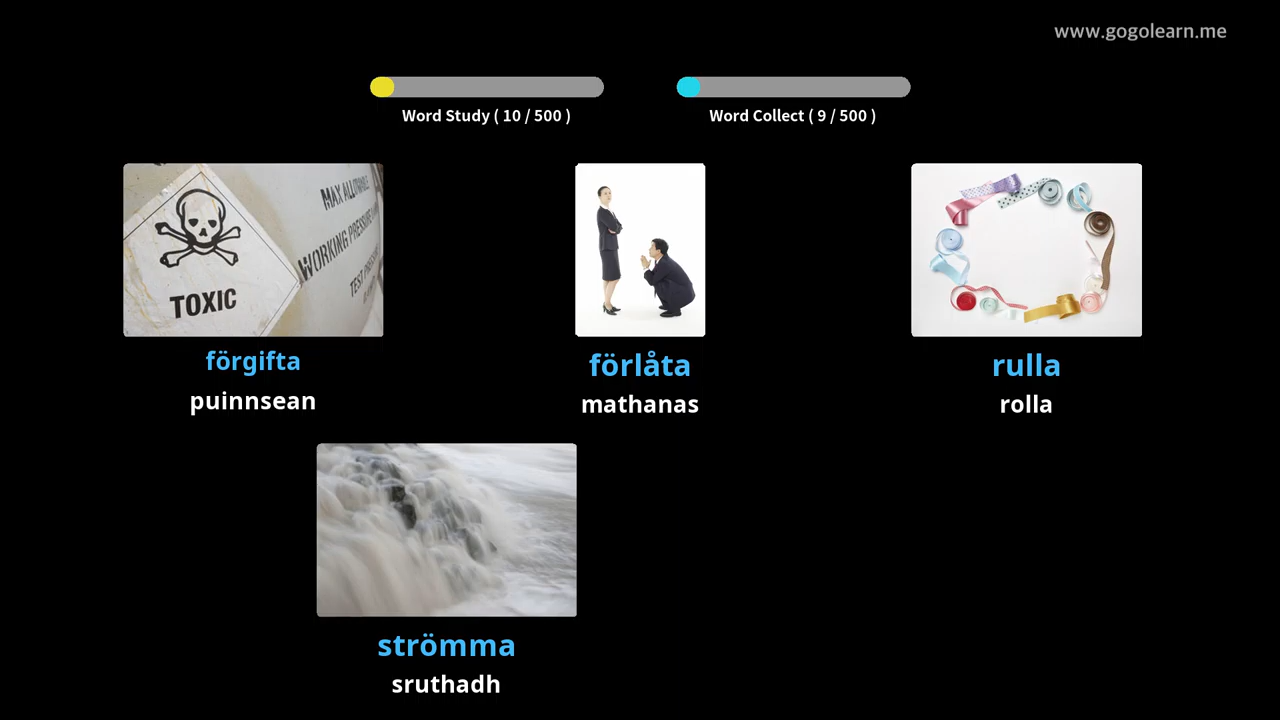 www.gogolearn.me
Word Study ( 10 / 500 )
Word Collect ( 9 / 500 )
MAX ALLOWABLE
WORKING PRESSURE
TEST PRESSURE
TOXIC
förgifta
puinnsean
förlåta
mathanas
rulla
rolla
strömma
sruthadh